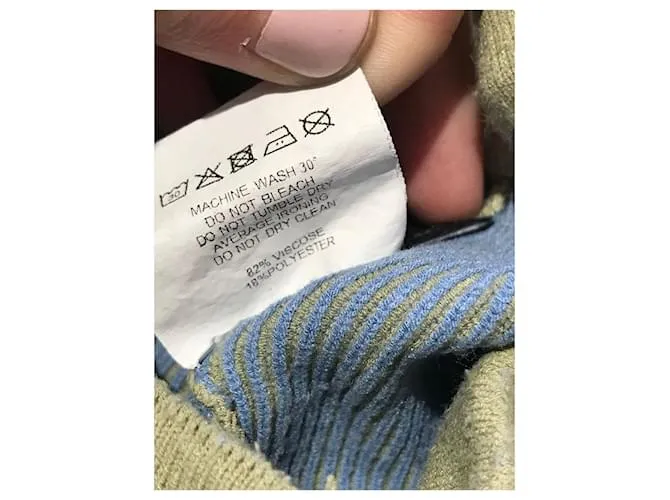 30
MACHINE WASH 30°
DO NOT BLEACH
DO NOT TUMBLE DRY
AVERAGE IRONING
DO NOT DRY CLEAN
82% VISCOSE
18%POLYESTER